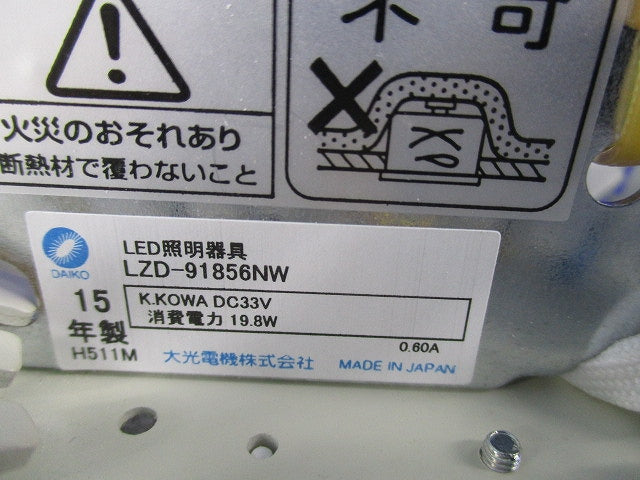 不可
火災のおそれあり
断熱材で覆わないこと
DAIKO
LED照明器具
LZD-91856NW
15
年製
H511M
K.KOWA DC33V
消費電力 19.8W
0.60A
大光電機株式会社
MADE IN JAPAN